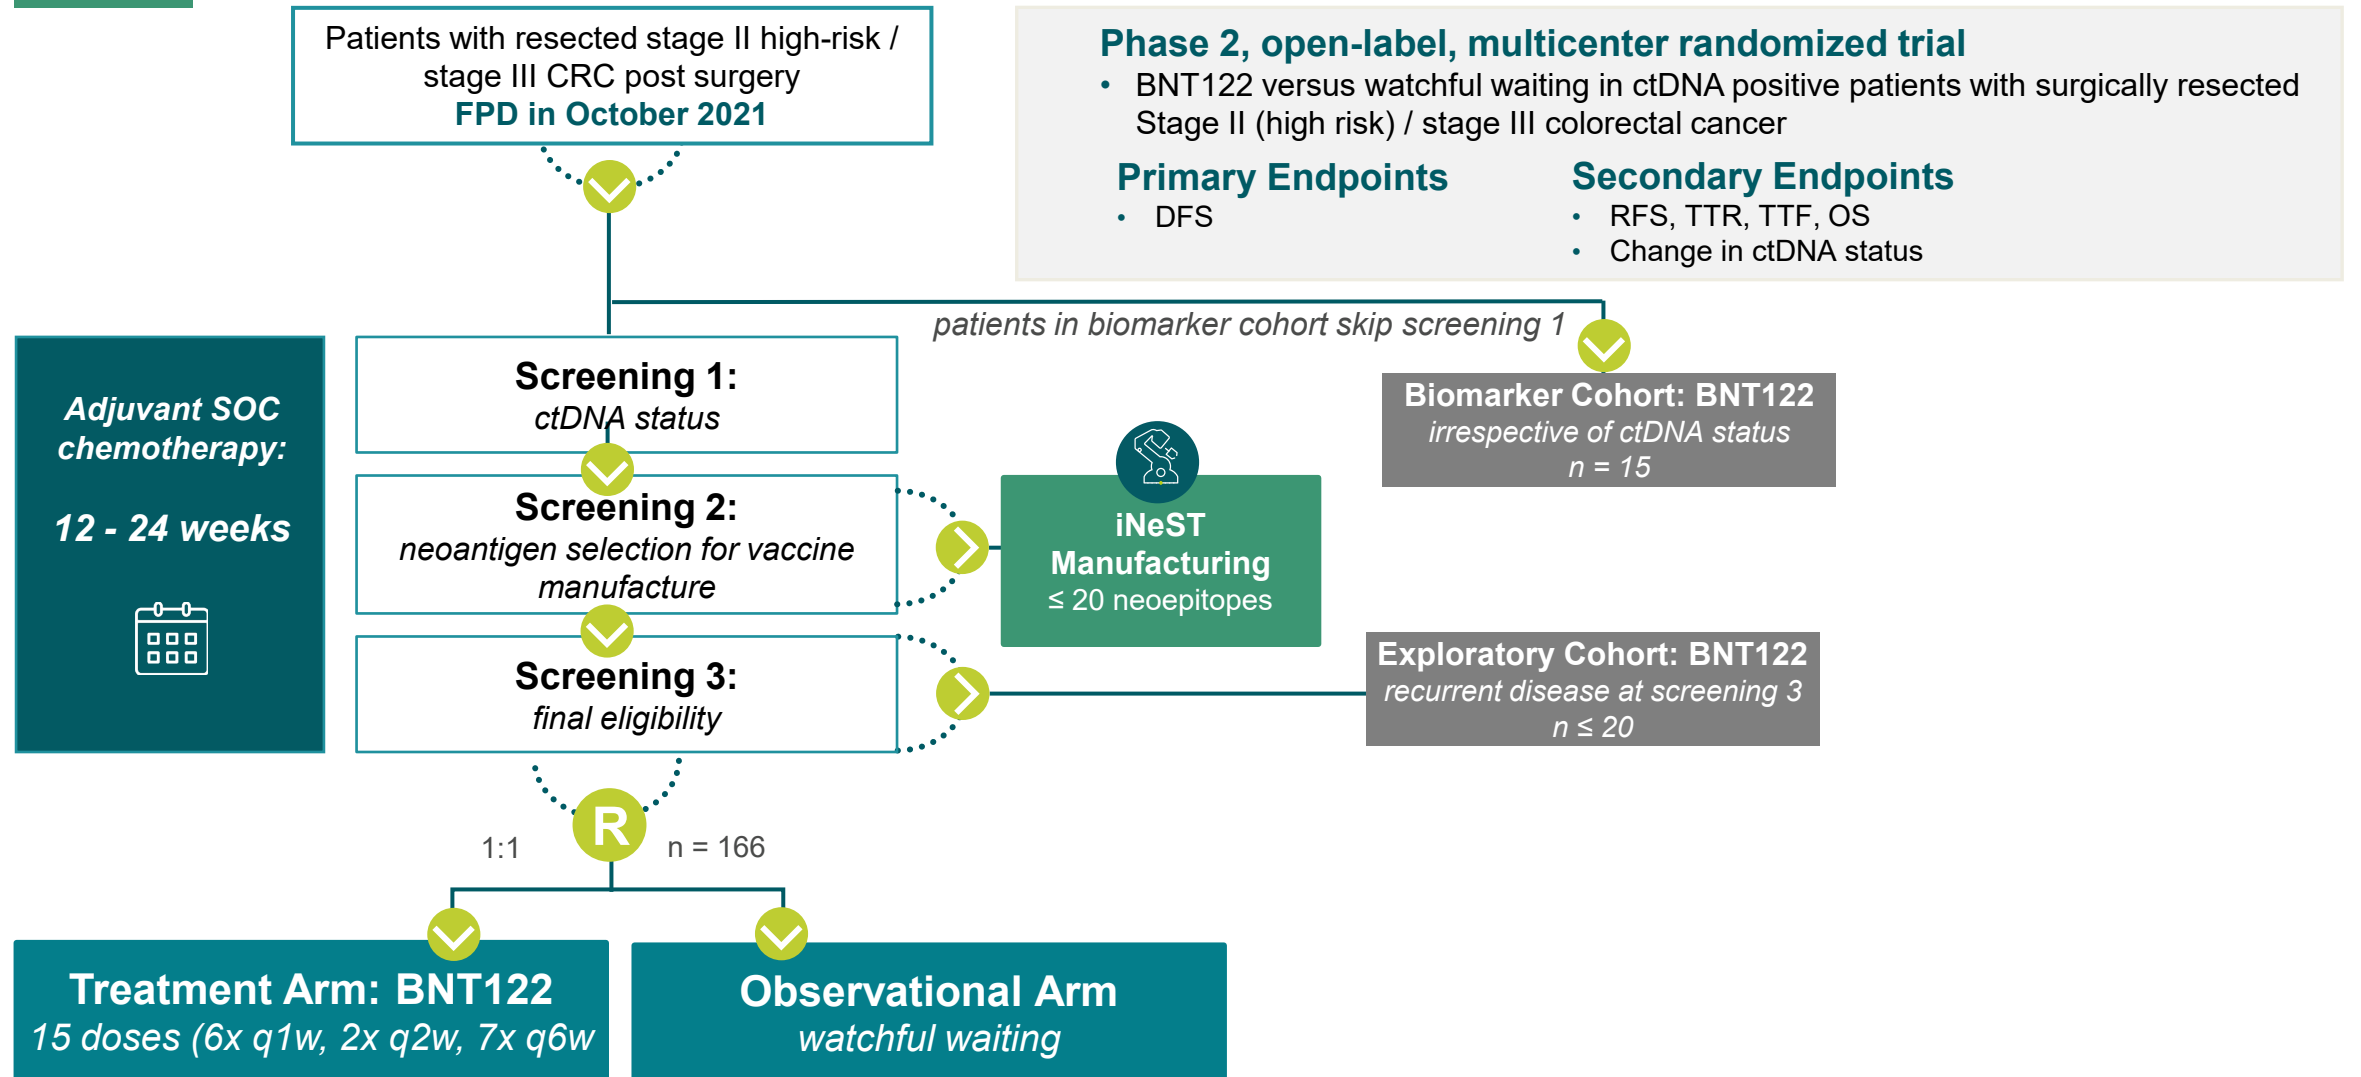 Patients with resected stage II high-risk /
stage III CRC post surgery
FPD in October 2021
Phase 2, open-label, multicenter randomized trial
• BNT122 versus watchful waiting in ctDNA positive patients with surgically resected
Stage II (high risk) / stage III colorectal cancer
Primary Endpoints
• DFS
Secondary Endpoints
• RFS, TTR, TTF, OS
• Change in ctDNA status
patients in biomarker cohort skip screening 1
Adjuvant SOC
chemotherapy:
12 - 24 weeks
Screening 1:
ctDNA status
Biomarker Cohort: BNT122
irrespective of ctDNA status
n = 15
Screening 2:
neoantigen selection for vaccine
manufacture
iNeST
Manufacturing
≤ 20 neoepitopes
Screening 3:
final eligibility
Exploratory Cohort: BNT122
recurrent disease at screening 3
n ≤ 20
1:1
R
n = 166
Treatment Arm: BNT122
15 doses (6x q1w, 2x q2w, 7x q6w
Observational Arm
watchful waiting